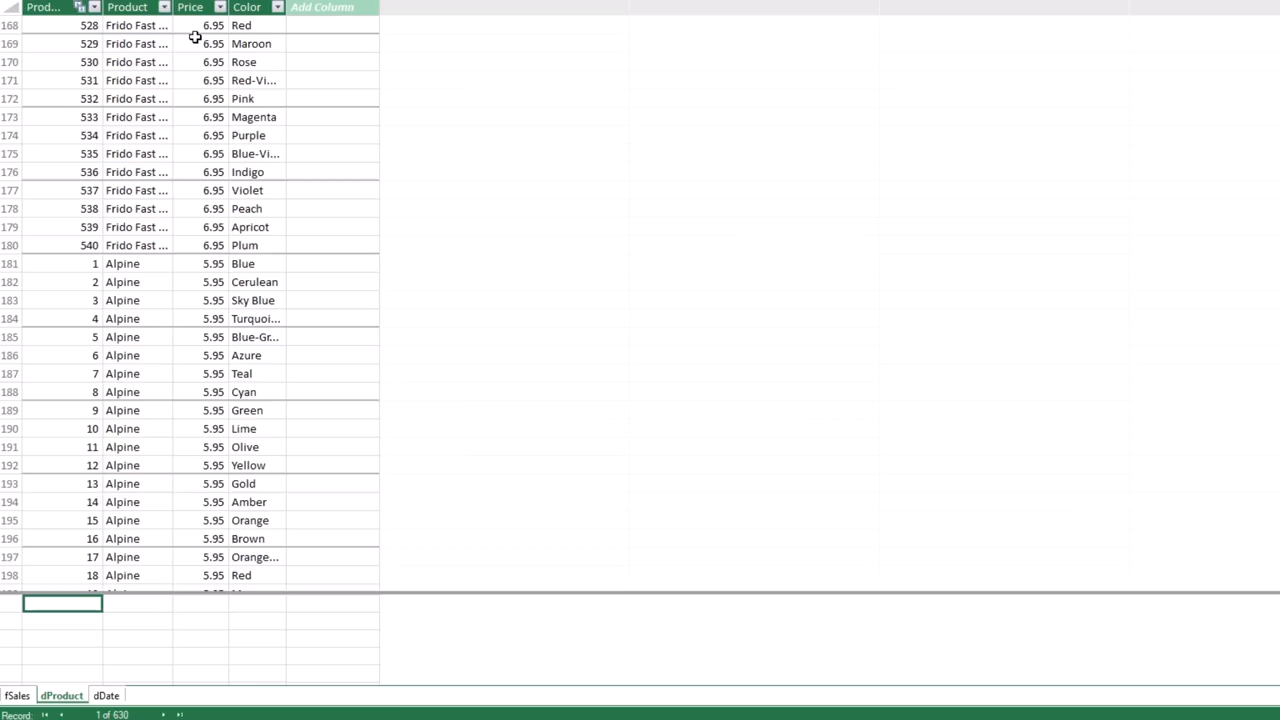 Prod... Product Price Color Add Column
168 528 Frido Fast ... 6.95 Red
169 529 Frido Fast ... 6.95 Maroon
170 530 Frido Fast ... 6.95 Rose
171 531 Frido Fast ... 6.95 Red-Vi...
172 532 Frido Fast ... 6.95 Pink
173 533 Frido Fast ... 6.95 Magenta
174 534 Frido Fast ... 6.95 Purple
175 535 Frido Fast ... 6.95 Blue-Vi...
176 536 Frido Fast ... 6.95 Indigo
177 537 Frido Fast ... 6.95 Violet
178 538 Frido Fast ... 6.95 Peach
179 539 Frido Fast ... 6.95 Apricot
180 540 Frido Fast ... 6.95 Plum
181 1 Alpine 5.95 Blue
182 2 Alpine 5.95 Cerulean
183 3 Alpine 5.95 Sky Blue
184 4 Alpine 5.95 Turquoi...
185 5 Alpine 5.95 Blue-Gr...
186 6 Alpine 5.95 Azure
187 7 Alpine 5.95 Teal
188 8 Alpine 5.95 Cyan
189 9 Alpine 5.95 Green
190 10 Alpine 5.95 Lime
191 11 Alpine 5.95 Olive
192 12 Alpine 5.95 Yellow
193 13 Alpine 5.95 Gold
194 14 Alpine 5.95 Amber
195 15 Alpine 5.95 Orange
196 16 Alpine 5.95 Brown
197 17 Alpine 5.95 Orange...
198 18 Alpine 5.95 Red
fSales dProduct dDate
Record: 1 of 630